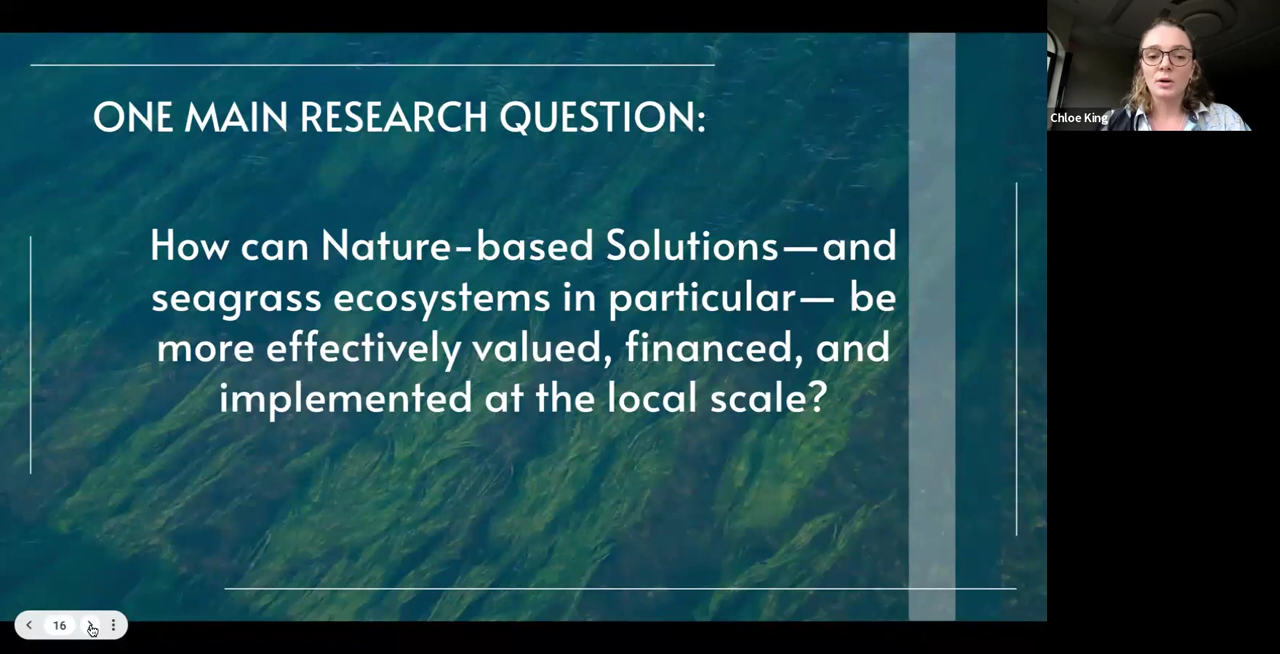 ONE MAIN RESEARCH QUESTION:
How can Nature-based Solutions—and
seagrass ecosystems in particular— be
more effectively valued, financed, and
implemented at the local scale?
Chloe King
16